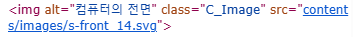 <img alt="컴퓨터의 전면" class="C_Image" src="content
s/images/s-front_14.svg">